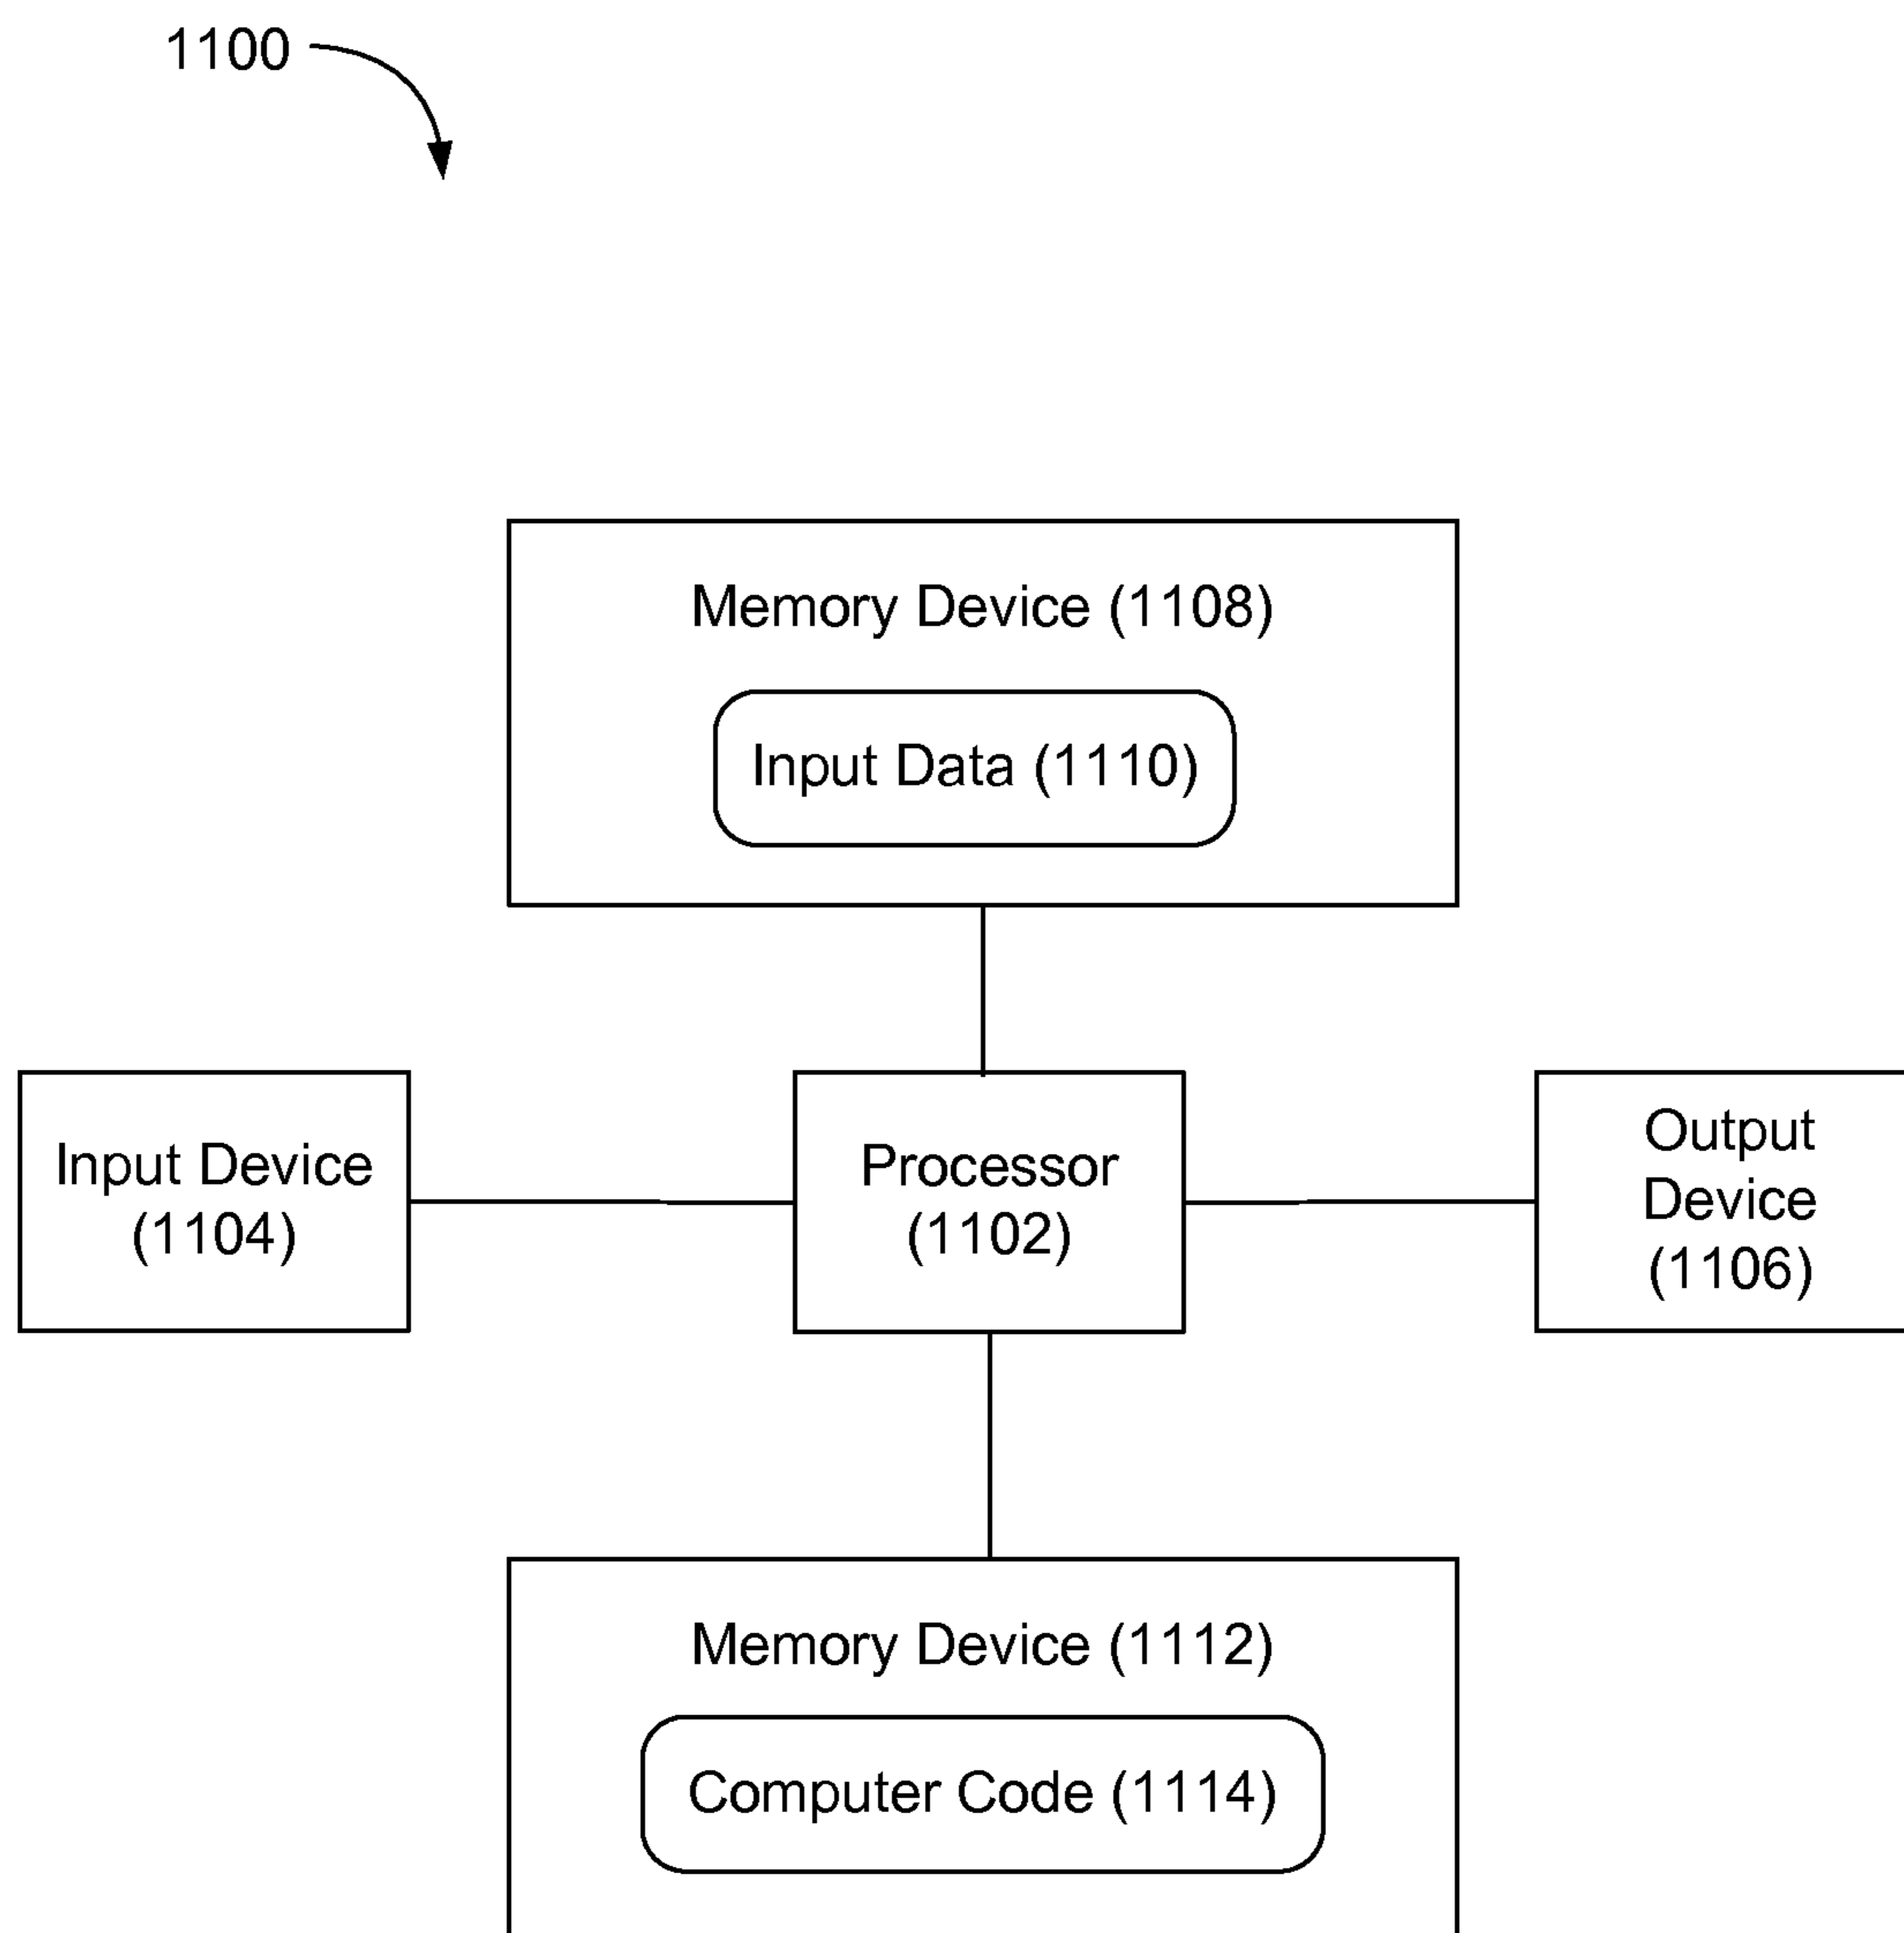 1100
Memory Device (1108)
Input Data (1110)
Input Device
(1104)
Processor
(1102)
Output
Device
(1106)
Memory Device (1112)
Computer Code (1114)